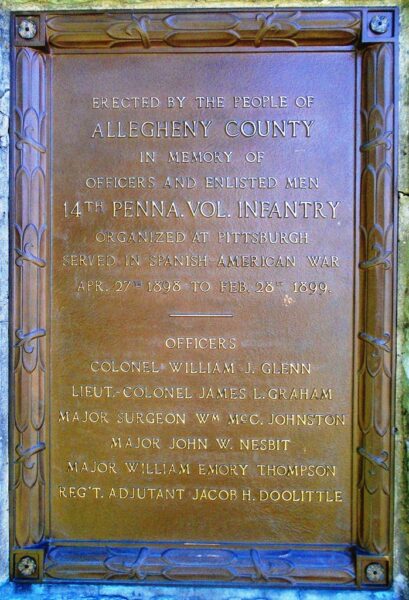 ERECTED BY THE PEOPLE OF
ALLEGHENY COUNTY
IN MEMORY OF
OFFICERS AND ENLISTED MEN
14TH PENNA. VOL. INFANTRY
ORGANIZED AT PITTSBURGH
SERVED IN SPANISH AMERICAN WAR
APR. 27TH 1898 TO FEB. 28ST 1899.
OFFICERS
COLONEL WILLIAM J. GLENN
LIEUT.-COLONEL JAMES L. GRAHAM
MAJOR SURGEON WM MCC. JOHNSTON
MAJOR JOHN W. NESBIT
MAJOR WILLIAM EMORY THOMPSON
REG'T. ADJUTANT JACOB H. DOOLITTLE